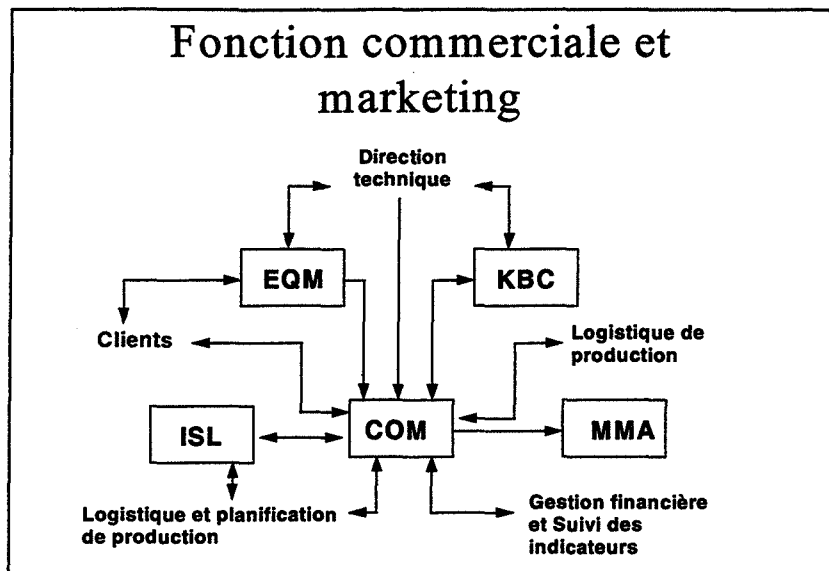 Fonction commerciale et
marketing
Direction
technique
EQM
KBC
Clients
Logistique de
production
ISL
COM
MMA
Logistique et planification
de production
Gestion financière
et Suivi des
indicateurs